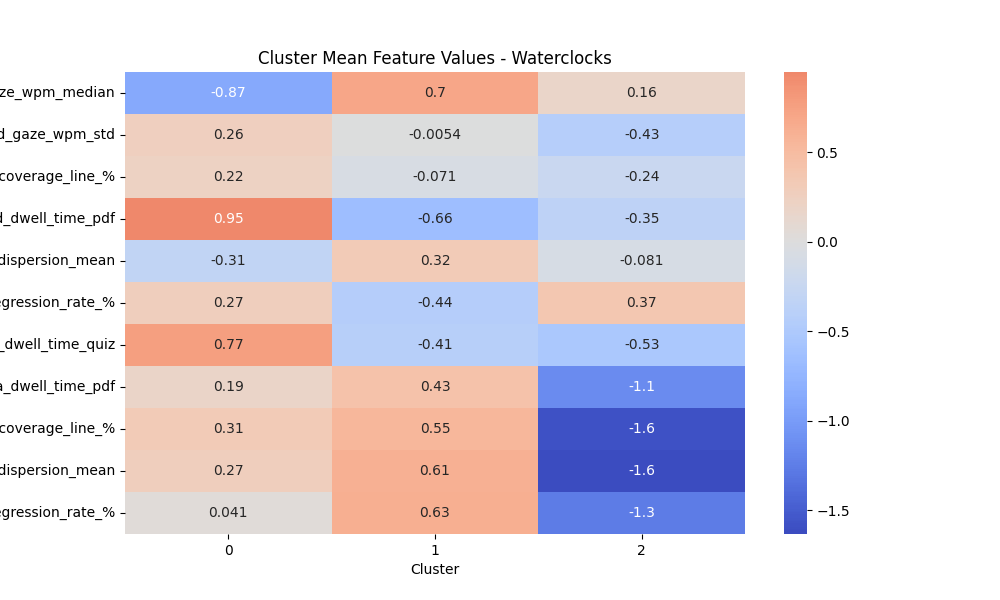 Cluster Mean Feature Values - Waterclocks
ze_wpm_median -0.87 0.7 0.16
d_gaze_wpm_std 0.26 -0.0054 -0.43
coverage_line_% 0.22 -0.071 -0.24
d_dwell_time_pdf 0.95 -0.66 -0.35
dispersion_mean -0.31 0.32 -0.081
egression_rate_% 0.27 -0.44 0.37
_dwell_time_quiz 0.77 -0.41 -0.53
a_dwell_time_pdf 0.19 0.43 -1.1
coverage_line_% 0.31 0.55 -1.6
dispersion_mean 0.27 0.61 -1.6
egression_rate_% 0.041 0.63 -1.3
0 1 2
Cluster
0.5
0.0
−0.5
−1.0
−1.5